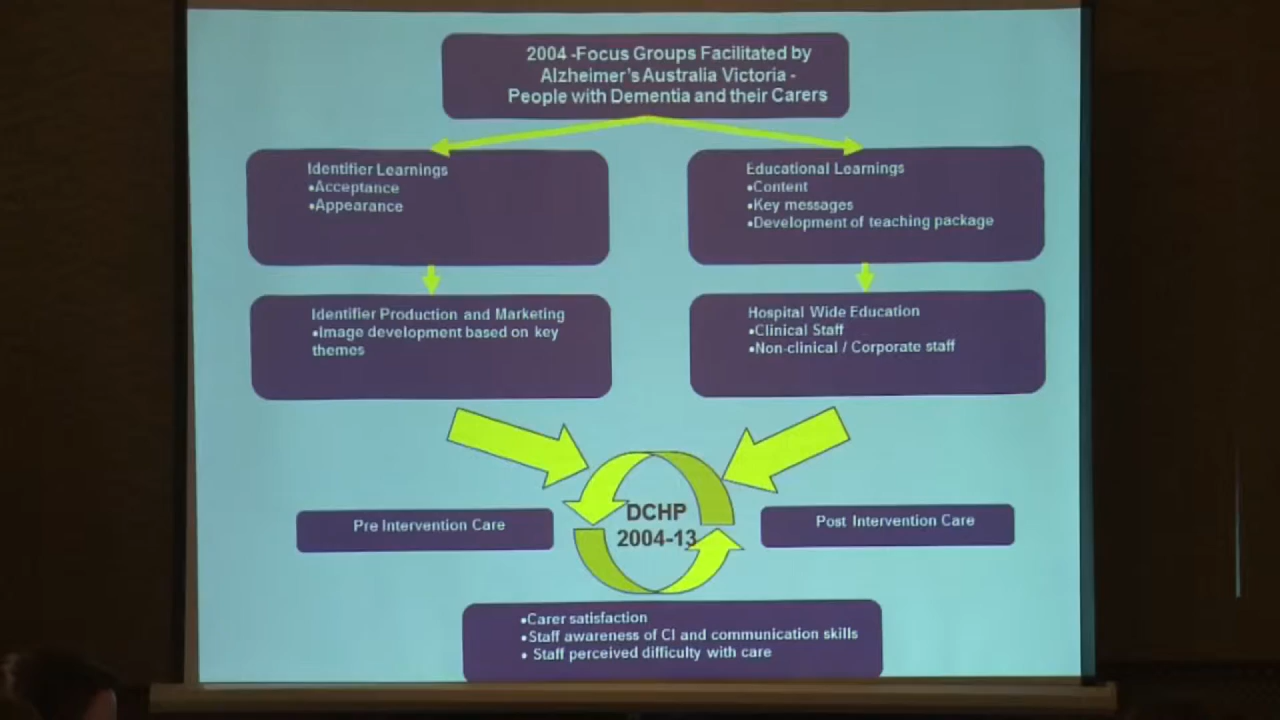 2004 -Focus Groups Facilitated by
Alzheimer's Australia Victoria -
People with Dementia and their Carers
Identifier Learnings
•Acceptance
•Appearance
Educational Learnings
•Content
•Key messages
•Development of teaching package
Identifier Production and Marketing
•Image development based on key
themes
Hospital Wide Education
•Clinical Staff
•Non-clinical / Corporate staff
DCHP
2004-13
Pre Intervention Care
Post Intervention Care
•Carer satisfaction
•Staff awareness of CI and communication skills
• Staff perceived difficulty with care